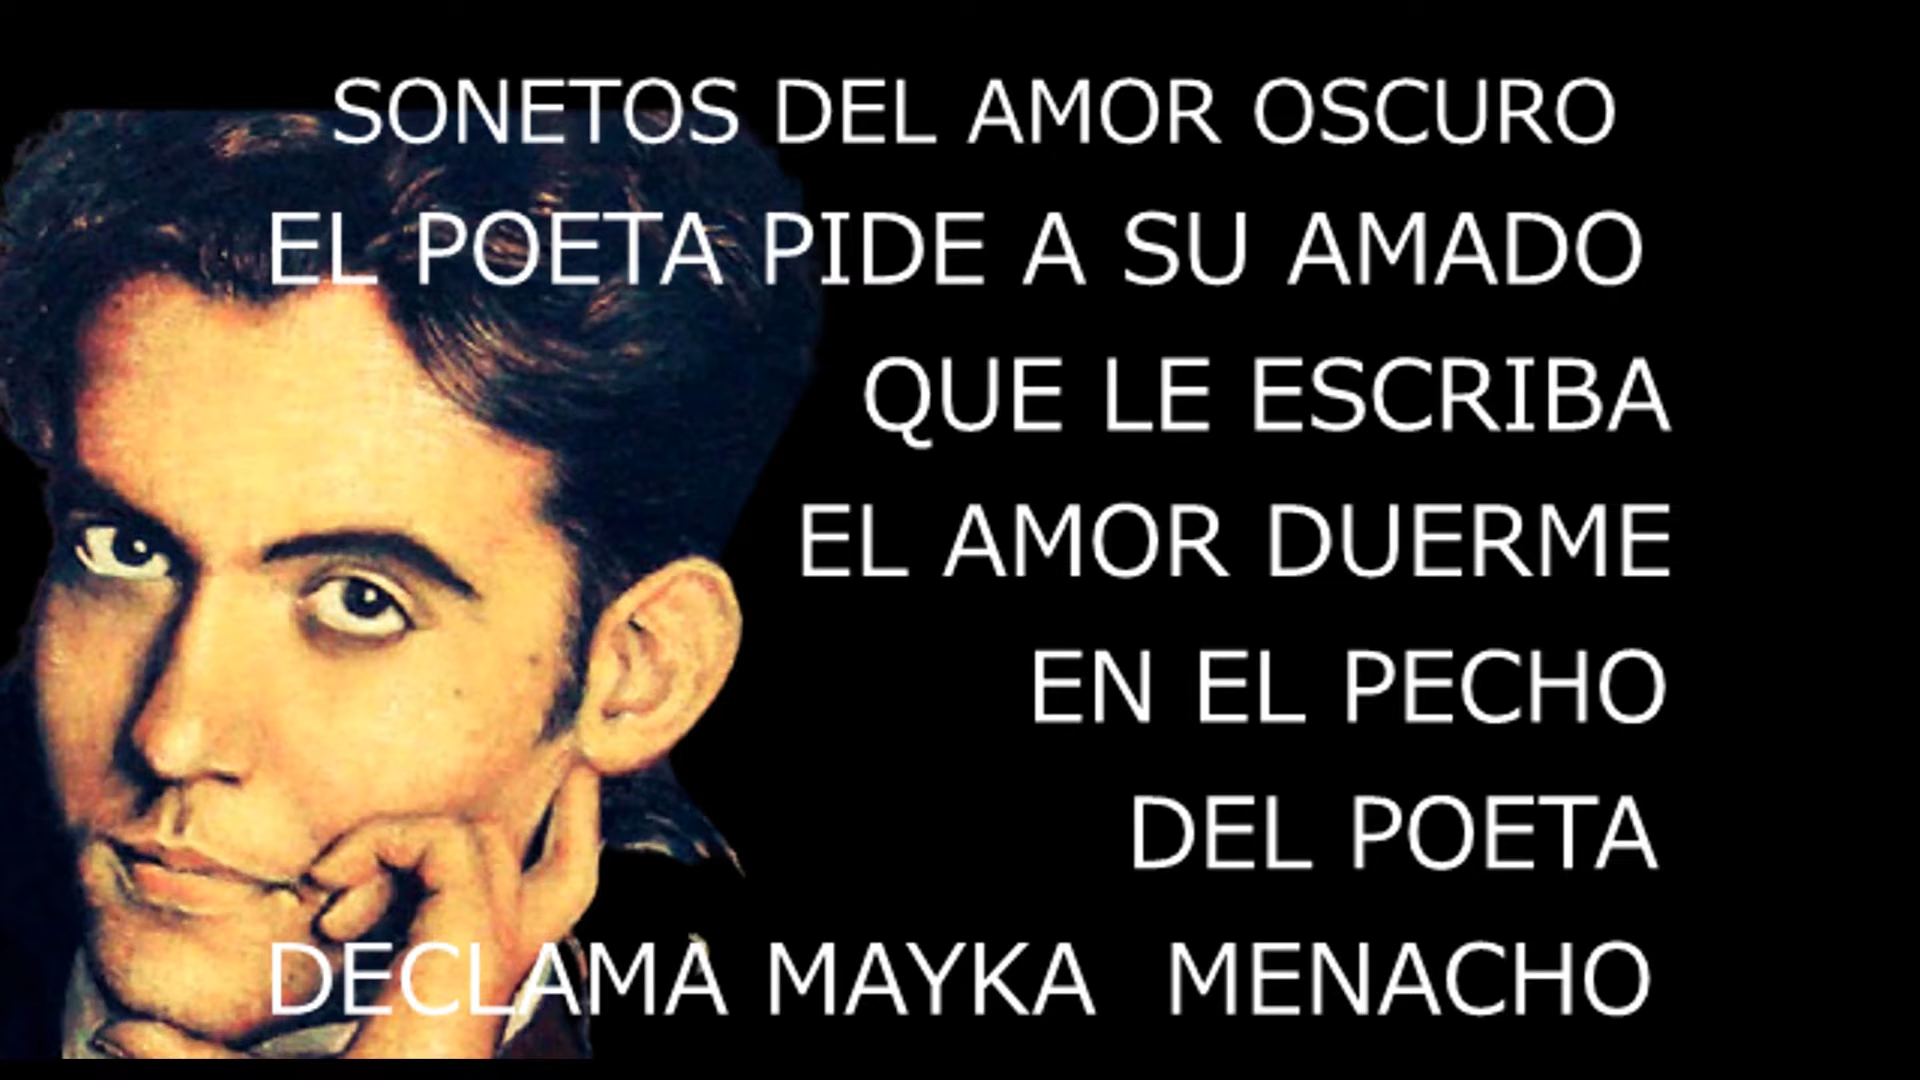 SONETOS DEL AMOR OSCURO
EL POETA PIDE A SU AMADO
QUE LE ESCRIBA
EL AMOR DUERME
EN EL PECHO
DEL POETA
DECLAMA MAYKA MENACHO